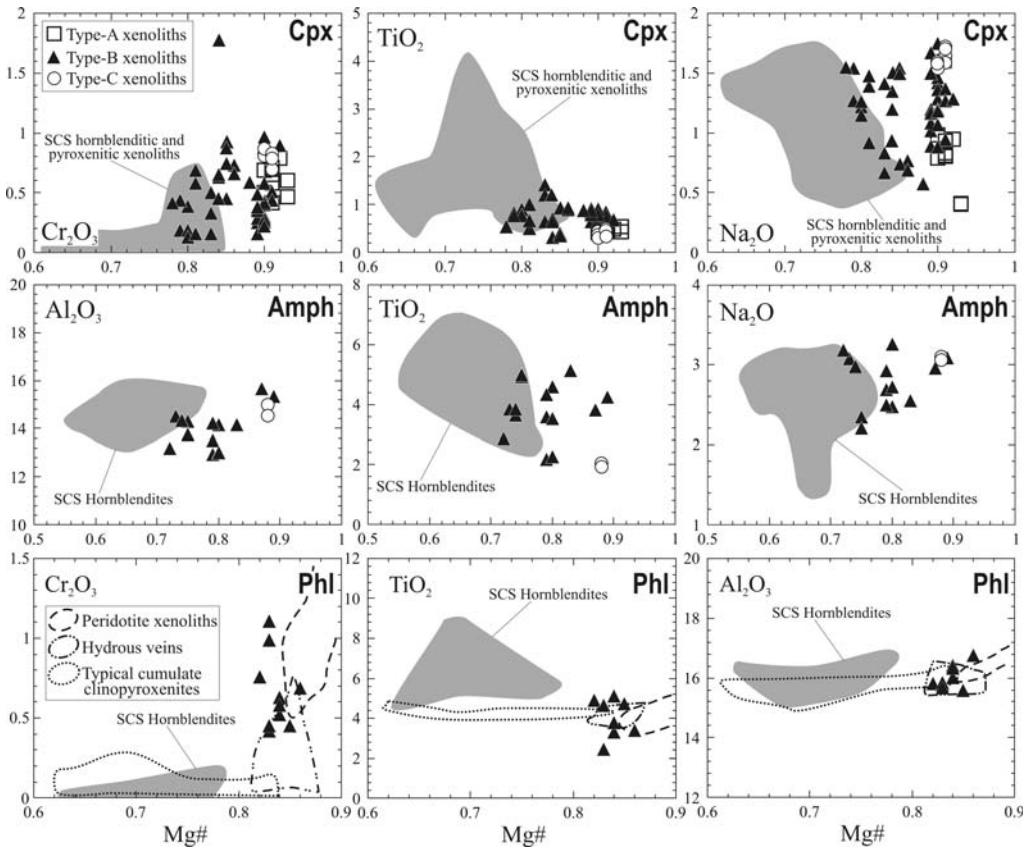 2 Cpx
Type-A xenoliths
Type-B xenoliths
Type-C xenoliths
1.5
1
SCS hornblenditic and
pyroxenitic xenoliths
0.5
Cr2O3
0
0.6 0.7 0.8 0.9 1
5 TiO2 Cpx
4
SCS hornblenditic and
pyroxenitic xenoliths
3
2
1
0
0.6 0.7 0.8 0.9 1
2 Cpx
1.5
1
0.5
Na2O
SCS hornblenditic and
pyroxenitic xenoliths
0
0.6 0.7 0.8 0.9 1
20 Al2O3 Amph
18
16
14
12
SCS Hornblendites
10
0.5 0.6 0.7 0.8 0.9 1
8 TiO2 Amph
6
4
2
SCS Hornblendites
0
0.5 0.6 0.7 0.8 0.9 1
4 Na2O Amph
3
2
SCS Hornblendites
1
0.5 0.6 0.7 0.8 0.9 1
Cr2O3 Phl
Peridotite xenoliths
Hydrous veins
Typical cumulate
clinopyroxenites
1
0.5
SCS Hornblendites
0
0.6 0.7 0.8 0.9
Mg#
12 TiO2 Phl
10
SCS Hornblendites
8
6
4
2
0
0.6 0.7 0.8 0.9
Mg#
20 Al2O3 Phl
18
SCS Hornblendites
16
14
12
0.6 0.7 0.8 0.9
Mg#